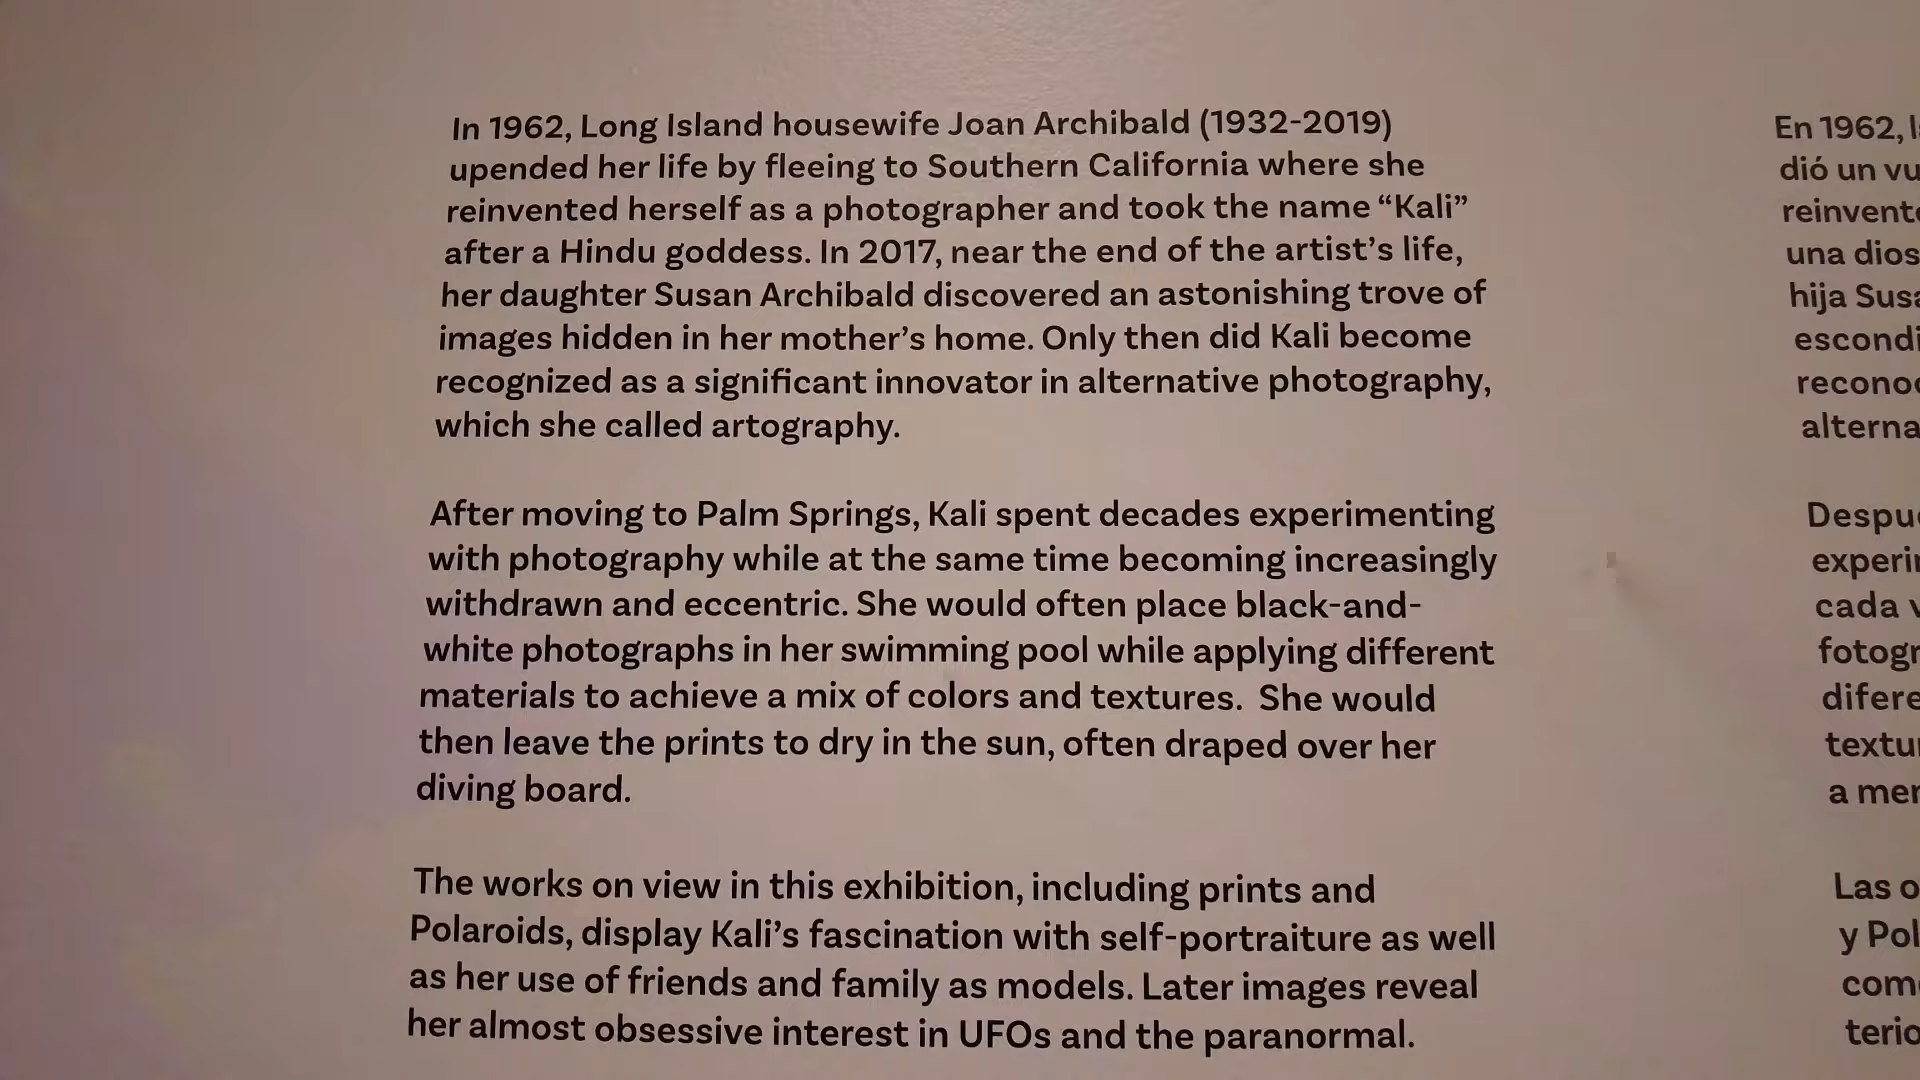 In 1962, Long Island housewife Joan Archibald (1932-2019)
upended her life by fleeing to Southern California where she
reinvented herself as a photographer and took the name “Kali”
after a Hindu goddess. In 2017, near the end of the artist’s life,
her daughter Susan Archibald discovered an astonishing trove of
images hidden in her mother’s home. Only then did Kali become
recognized as a significant innovator in alternative photography,
which she called artography.
After moving to Palm Springs, Kali spent decades experimenting
with photography while at the same time becoming increasingly
withdrawn and eccentric. She would often place black-and-
white photographs in her swimming pool while applying different
materials to achieve a mix of colors and textures.  She would
then leave the prints to dry in the sun, often draped over her
diving board.
The works on view in this exhibition, including prints and
Polaroids, display Kali’s fascination with self-portraiture as well
as her use of friends and family as models. Later images reveal
her almost obsessive interest in UFOs and the paranormal.
En 1962,
dió un
una
hija
cada
a
Las
y